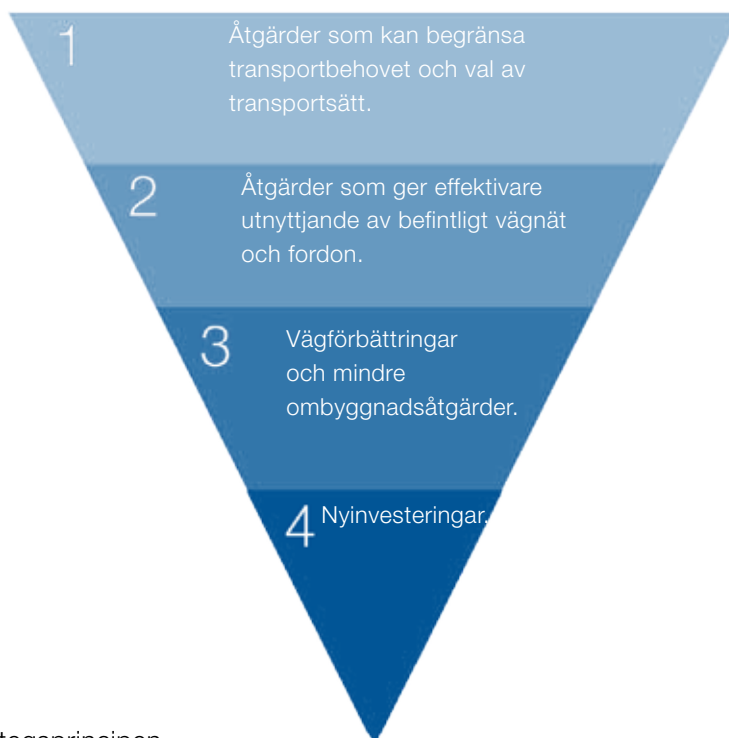 1
Åtgärder som kan begränsa
transportbehovet och val av
transportsätt.
2
Åtgärder som ger effektivare
utnyttjande av befintligt vägnät
och fordon.
3
Vägförbättringar
och mindre
ombyggnadsåtgärder.
4
Nyinvesteringar.